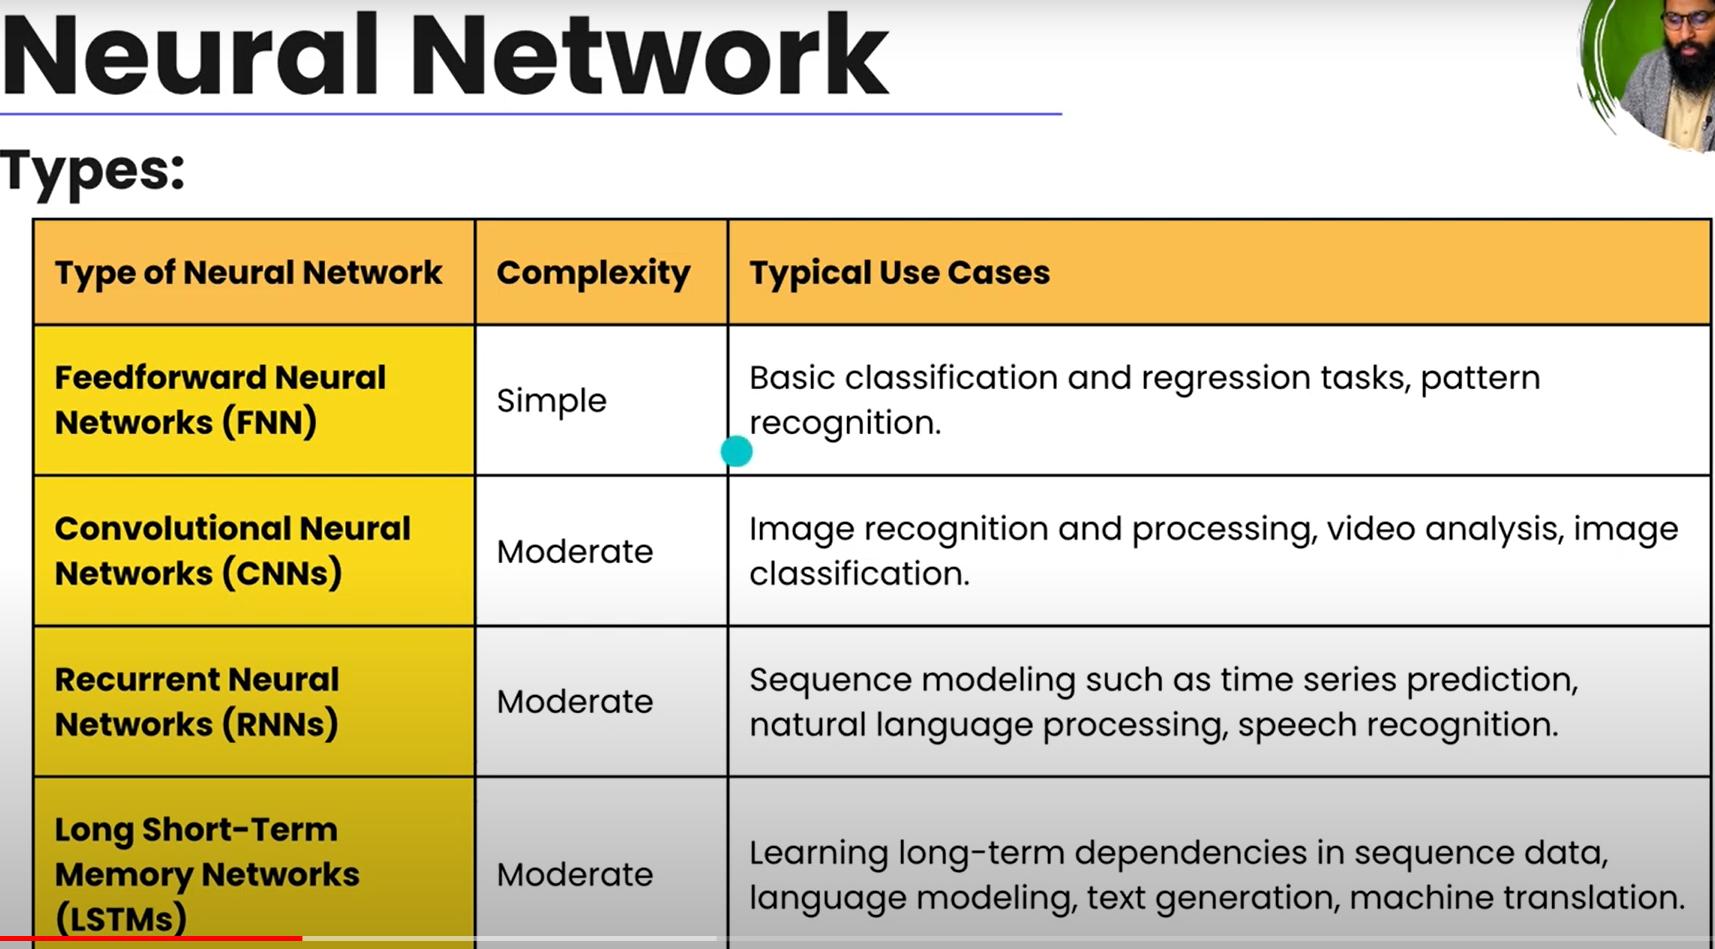 Neural Network
Types:
Type of Neural Network
Complexity
Typical Use Cases
Feedforward Neural
Networks (FNN)
Simple
Basic classification and regression tasks, pattern
recognition.
Convolutional Neural
Networks (CNNs)
Moderate
Image recognition and processing, video analysis, image
classification.
Recurrent Neural
Networks (RNNs)
Moderate
Sequence modeling such as time series prediction,
natural language processing, speech recognition.
Long Short-Term
Memory Networks
(LSTMs)
Moderate
Learning long-term dependencies in sequence data,
language modeling, text generation, machine translation.